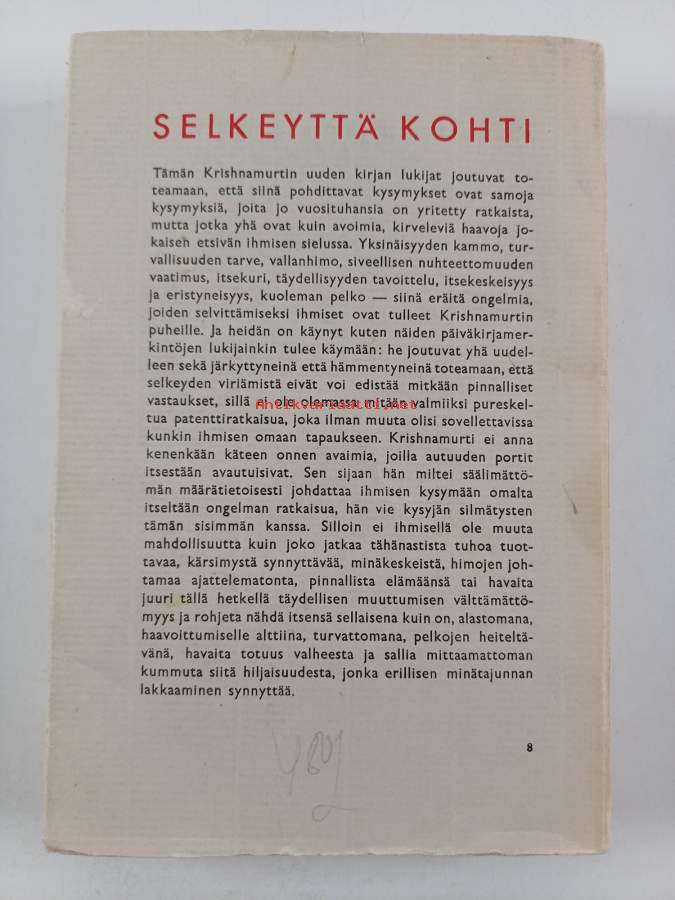 SELKEYTTÄ KOHTI
Tämän Krishnamurtin uuden kirjan lukijat joutuvat to-
teamaan, että siinä pohdittavat kysymykset ovat samoja
kysymyksiä, joita jo vuosituhansia on yritetty ratkaista,
mutta jotka yhä ovat kuin avoimia, kirveleviä haavoja jo-
kaisen etsivän ihmisen sielussa. Yksinäisyyden kammo, tur-
vallisuuden tarve, vallanhimo, siveellisen nuhteettomuuden
vaatimus, itsekuri, täydellisyyden tavoittelu, itsekeskeisyys
ja eristyneisyys, kuoleman pelko — siinä eräitä ongelmia,
joiden selvittämiseksi ihmiset ovat tulleet Krishnamurtin
puheille. Ja heidän on käynyt kuten näiden päiväkirjamer-
kintöjen lukijainkin tulee käymään: he joutuvat yhä uudel-
leen sekä järkyttyneinä että hämmentyneinä toteamaan, että
selkeyden viriämistä eivät voi edistää mitkään pinnalliset
vastaukset, sillä ei ole olemassa mitään valmiiksi pureskel-
Antikvariaatti.net
tua patenttiratkaisua, joka ilman muuta olisi sovellettavissa
kunkin ihmisen omaan tapaukseen. Krishnamurti ei anna
kenenkään käteen onnen avaimia, joilla autuuden portit
itsestään avautuisivat. Sen sijaan hän miltei säälimättö-
män määrätietoisesti johdattaa ihmisen kysymään omalta
itseltään ongelman ratkaisua, hän vie kysyjän silmätysten
tämän sisimmän kanssa. Silloin ei ihmisellä ole muuta
mahdollisuutta kuin joko jatkaa tähänastista tuhoa tuot-
tavaa, kärsimystä synnyttävää, minäkeskeistä, himojen joh-
tamaa ajattelematonta, pinnallista elämäänsä tai havaita
juuri tällä hetkellä täydellisen muuttumisen välttämättö-
myys ja rohjeta nähdä itsensä sellaisena kuin on, alastomana,
haavoittumiselle alttiina, turvattomana, pelkojen heiteltä-
vänä, havaita totuus valheesta ja sallia mittaamattoman
kummuta siitä hiljaisuudesta, jonka erillisen minätajunnan
lakkaaminen synnyttää.
8